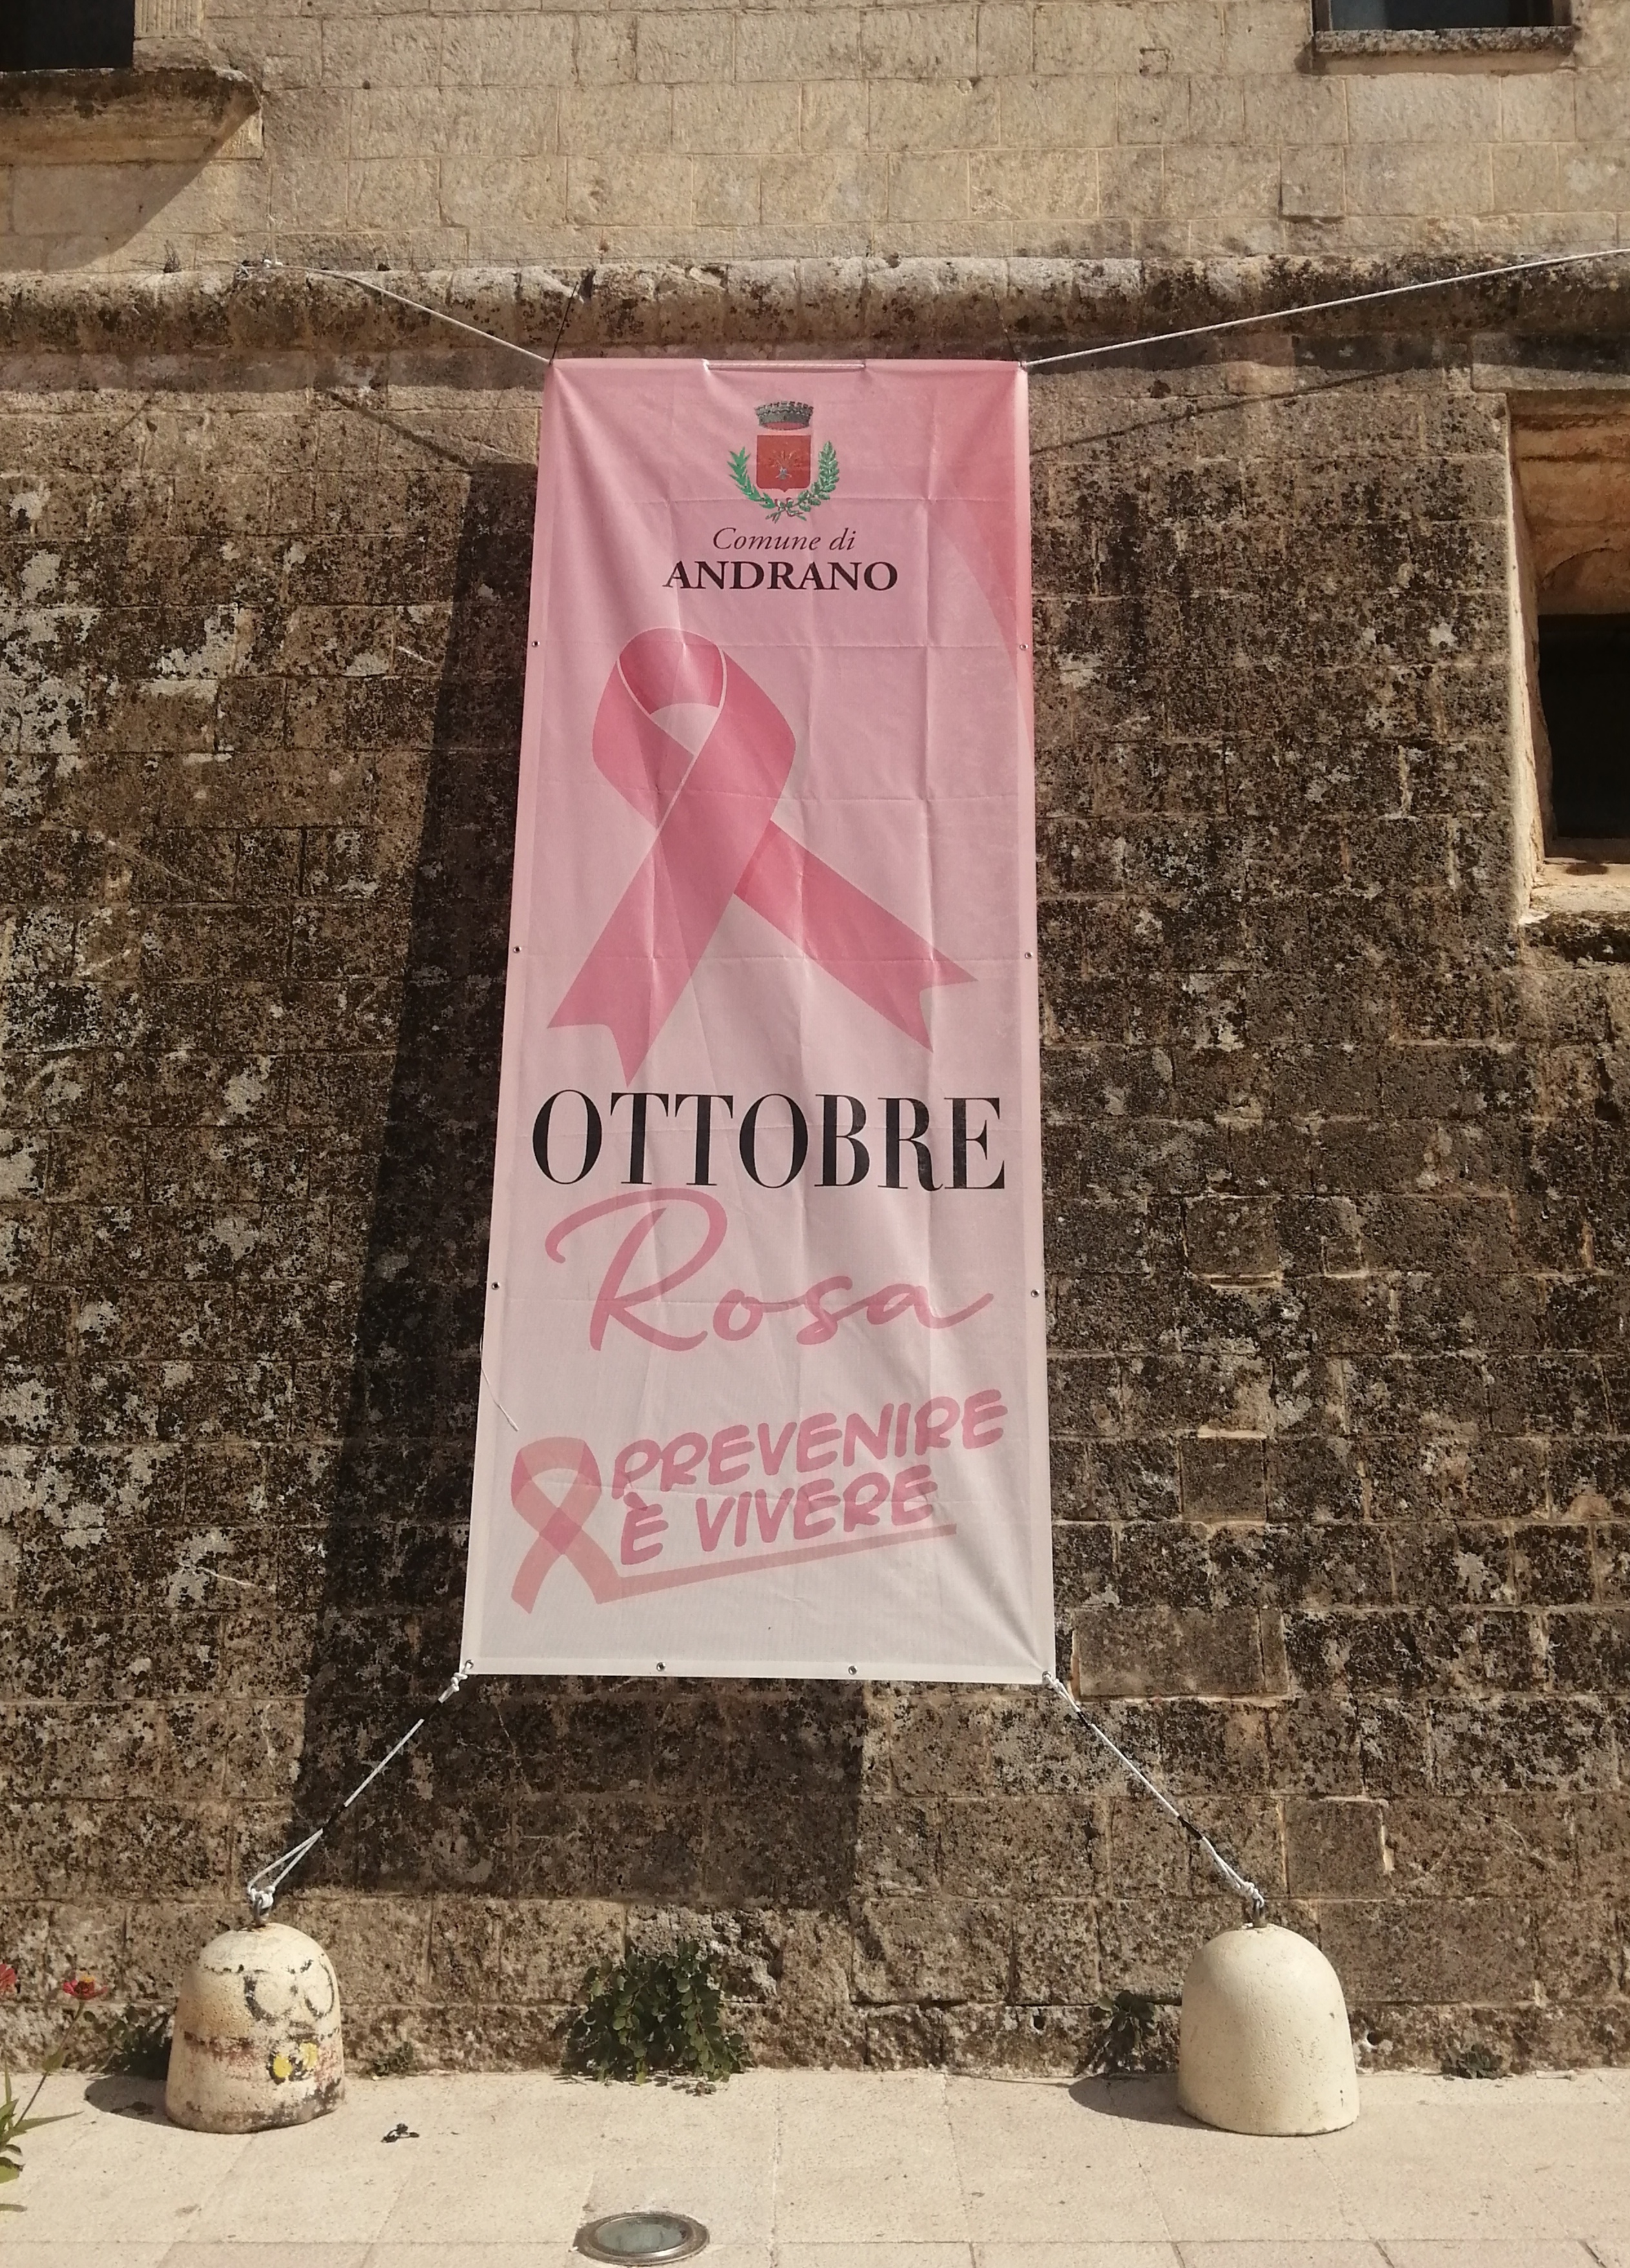 Comune di
ANDRANO
OTTOBRE
Rosa
PREVENIRE
È VIVERE